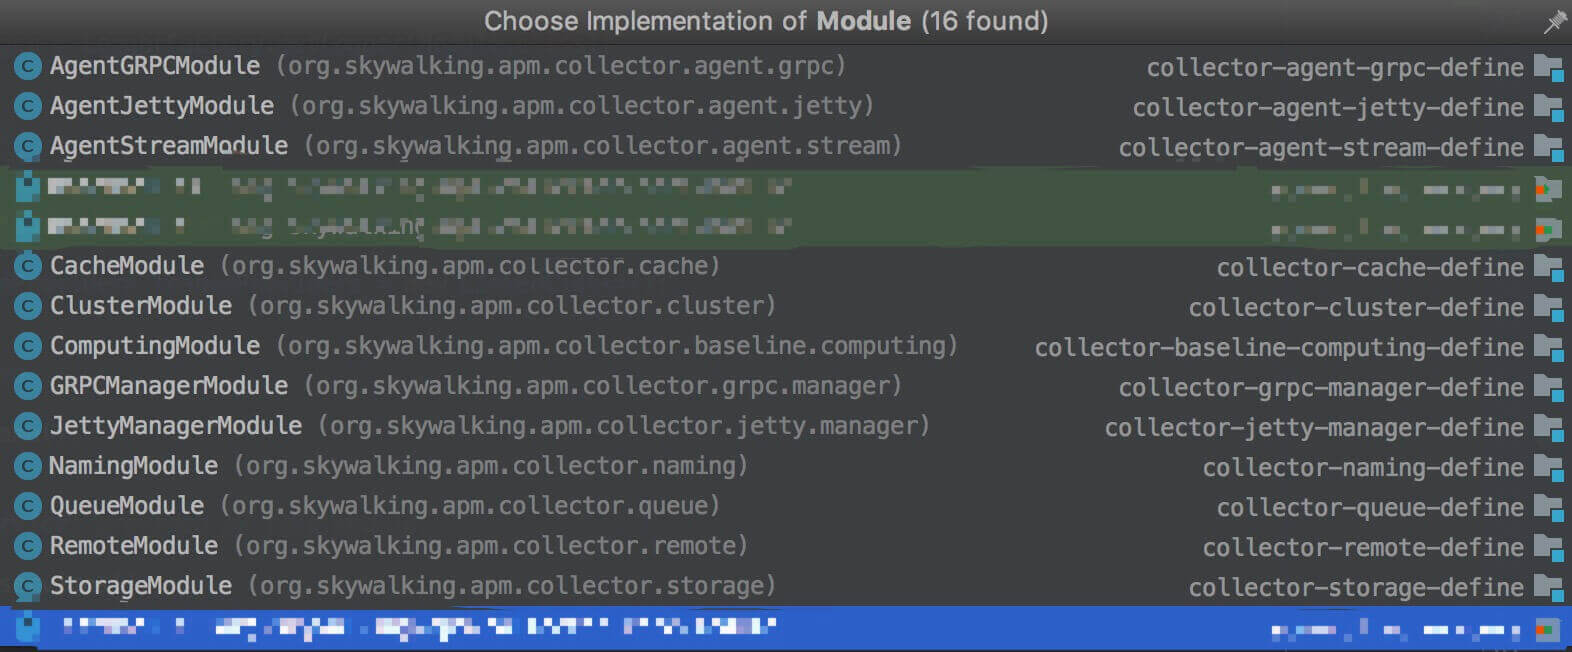 Choose Implementation of Module (16 found)
AgentGRPCModule (org.skywalking.apm.collector.agent.grpc) collector-agent-grpc-define
AgentJettyModule (org.skywalking.apm.collector.agent.jetty) collector-agent-jetty-define
AgentStreamModule (org.skywalking.apm.collector.agent.stream) collector-agent-stream-define
CacheModule (org.skywalking.apm.collector.cache) collector-cache-define
ClusterModule (org.skywalking.apm.collector.cluster) collector-cluster-define
ComputingModule (org.skywalking.apm.collector.baseline.computing) collector-baseline-computing-define
GRPCManagerModule (org.skywalking.apm.collector.grpc.manager) collector-grpc-manager-define
JettyManagerModule (org.skywalking.apm.collector.jetty.manager) collector-jetty-manager-define
NamingModule (org.skywalking.apm.collector.naming) collector-naming-define
QueueModule (org.skywalking.apm.collector.queue) collector-queue-define
RemoteModule (org.skywalking.apm.collector.remote) collector-remote-define
StorageModule (org.skywalking.apm.collector.storage) collector-storage-define